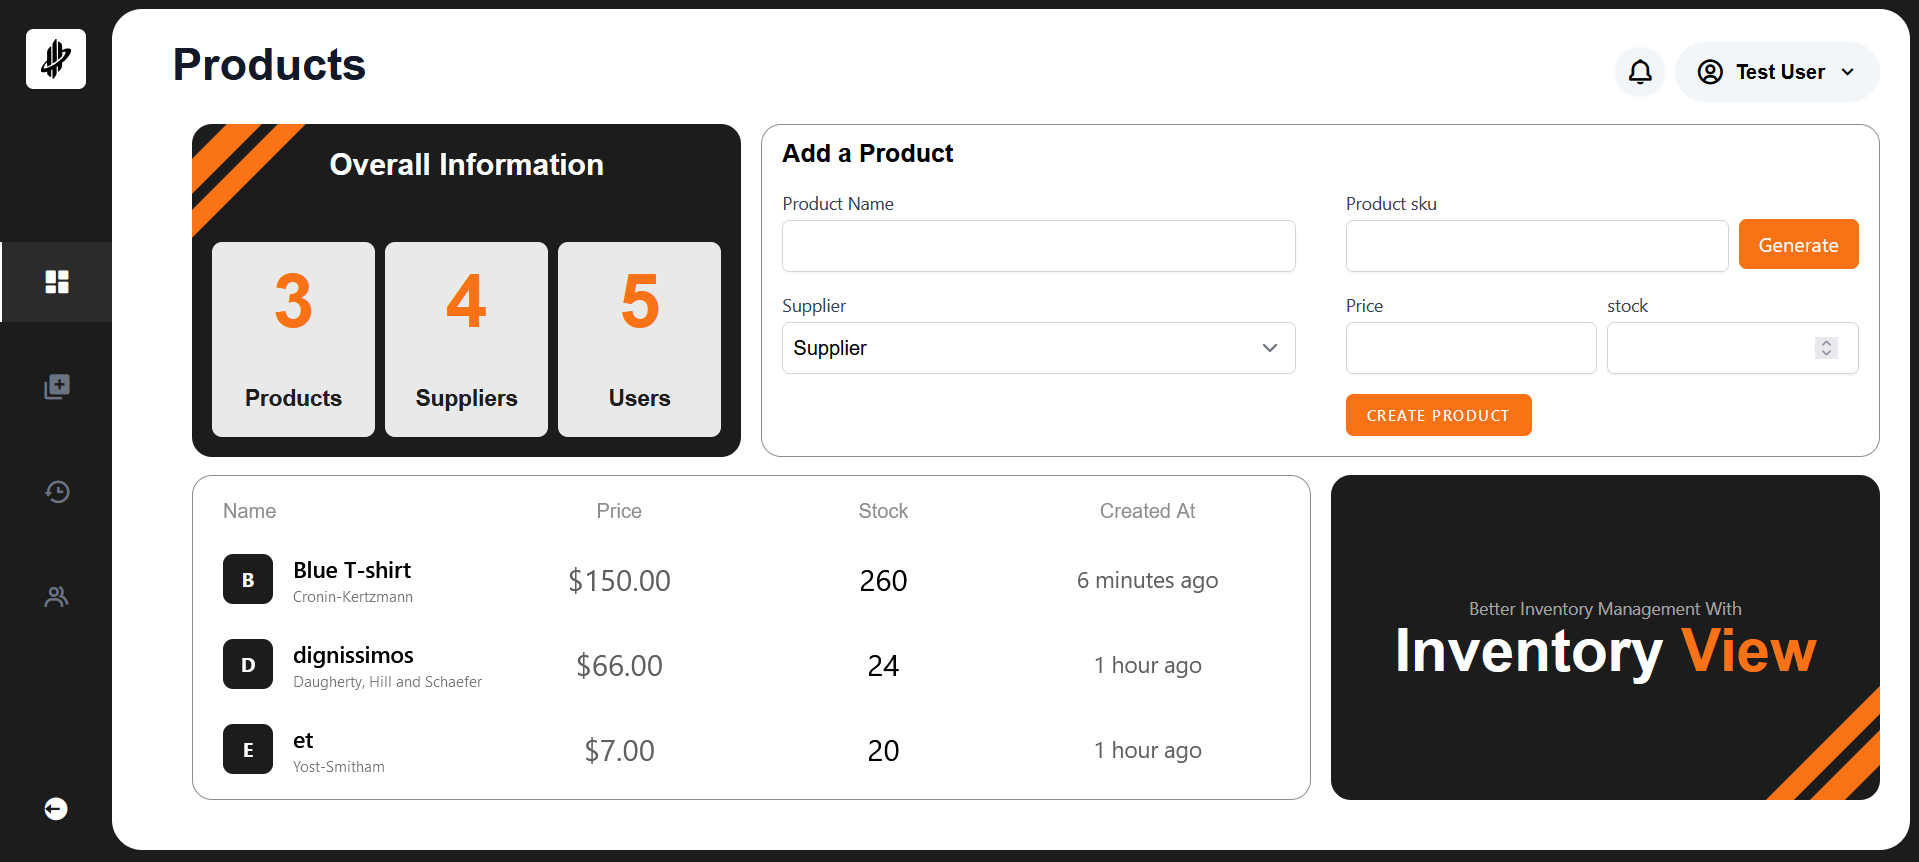 Products
Test User
Overall Information
3
Products
4
Suppliers
5
Users
Add a Product
Product Name
Product sku
Generate
Supplier
Supplier
Price
stock
CREATE PRODUCT
Name Price Stock Created At
B Blue T-shirt $150.00 260 6 minutes ago
Cronin-Kertzmann
D dignissimos $66.00 24 1 hour ago
Daugherty, Hill and Schaefer
E et $7.00 20 1 hour ago
Yost-Smitham
Better Inventory Management With
Inventory View